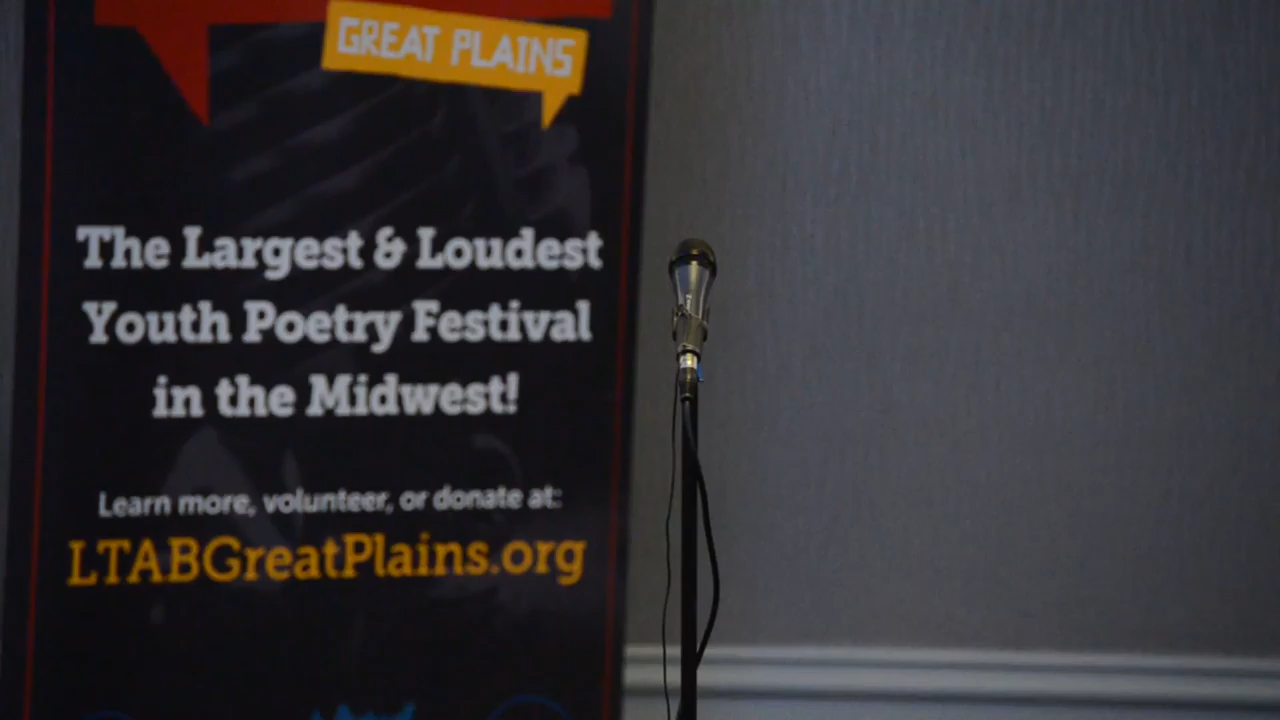 GREAT PLAINS
The Largest & Loudest
Youth Poetry Festival
in the Midwest!
Learn more, volunteer, or donate at:
LTABGreatPlains.org